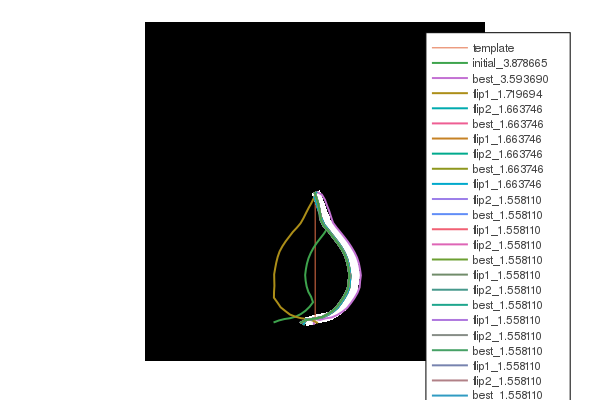 template
initial_3.878665
best_3.593690
flip1_1.719694
flip2_1.663746
best_1.663746
flip1_1.663746
flip2_1.663746
best_1.663746
flip1_1.663746
flip2_1.558110
best_1.558110
flip1_1.558110
flip2_1.558110
best_1.558110
flip1_1.558110
flip2_1.558110
best_1.558110
flip1_1.558110
flip2_1.558110
best_1.558110
flip1_1.558110
flip2_1.558110
best_1.558110